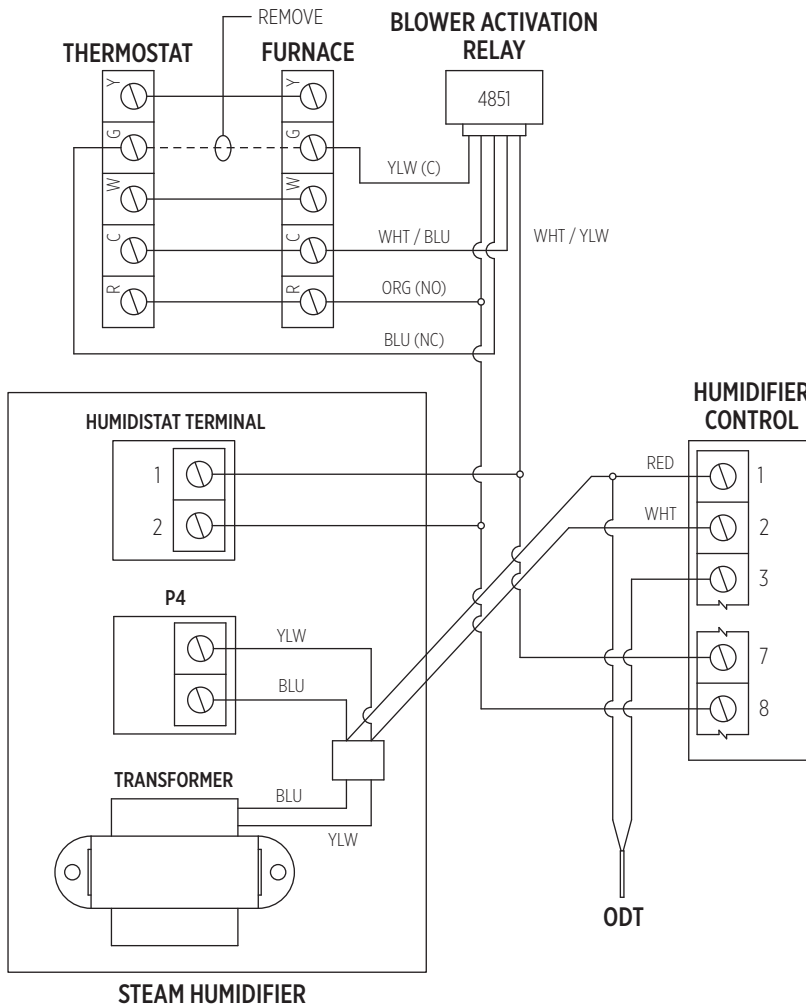 REMOVE
BLOWER ACTIVATION
RELAY
THERMOSTAT
FURNACE
4851
Y
Y
G
G
YLW (C)
W
W
C
C
WHT / BLU
WHT / YLW
R
R
ORG (NO)
BLU (NC)
HUMIDIFIER
CONTROL
HUMIDISTAT TERMINAL
RED
1
1
WHT
2
2
3
P4
YLW
7
BLU
8
TRANSFORMER
BLU
YLW
ODT
STEAM HUMIDIFIER